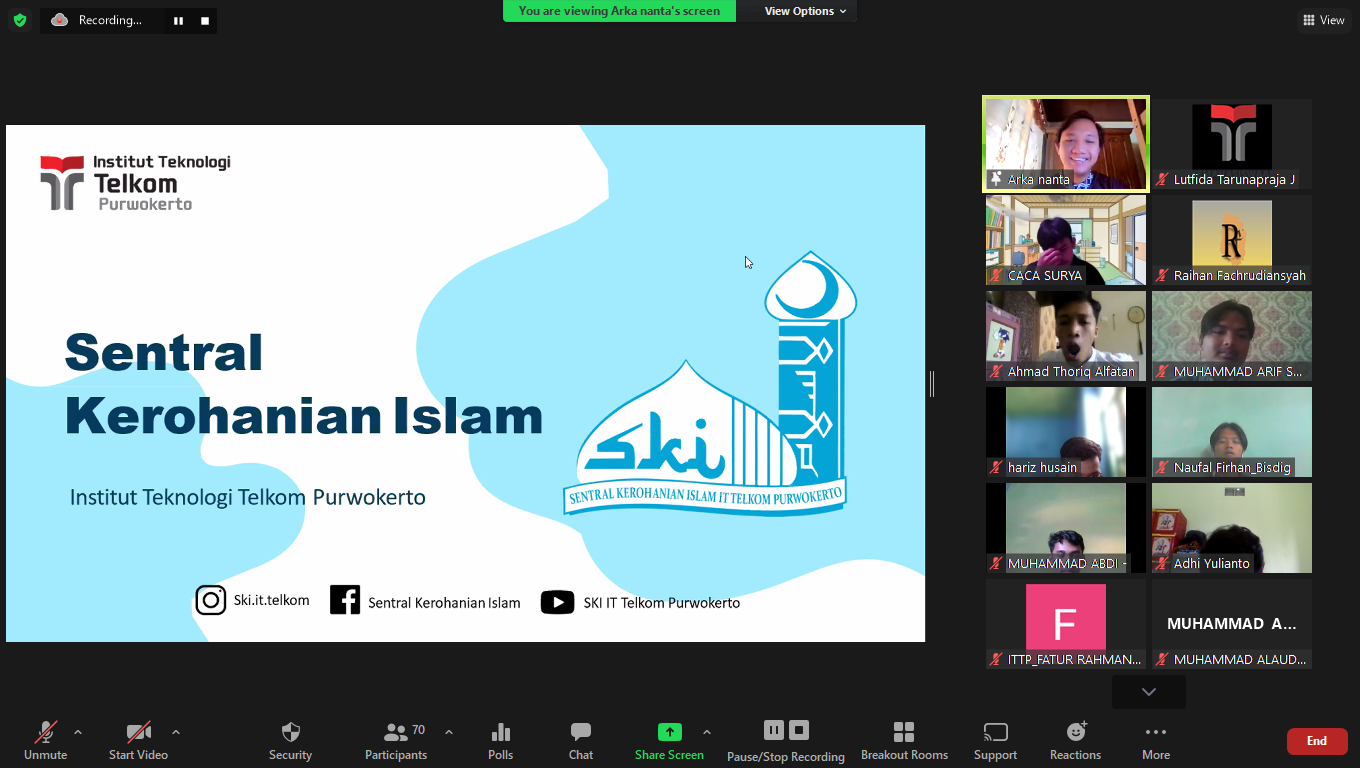 Recording...
You are viewing Arka nanta's screen
View Options
View
Institut Teknologi
Telkom
Purwokerto
Sentral
Kerohanian Islam
Institut Teknologi Telkom Purwokerto
ski
SENTRAL KEROHANIAN ISLAM IT TELKOM PURWOKERTO
Ski.it.telkom
Sentral Kerohanian Islam
SKI IT Telkom Purwokerto
Arka nanta
Lutfida Tarunapraja J
CACA SURYA
R
Raihan Fachrudiansyah
Ahmad Thoriq Alfatan
MUHAMMAD ARIF S...
hariz husain
Naufal Firhan_Bisdig
MUHAMMAD ABDI -
Adhi Yulianto
F
ITTP_FATUR RAHMAN...
MUHAMMAD A...
MUHAMMAD ALAUD...
Unmute
Start Video
Security
Participants
70
Polls
Chat
Share Screen
Pause/Stop Recording
Breakout Rooms
Support
Reactions
More
End